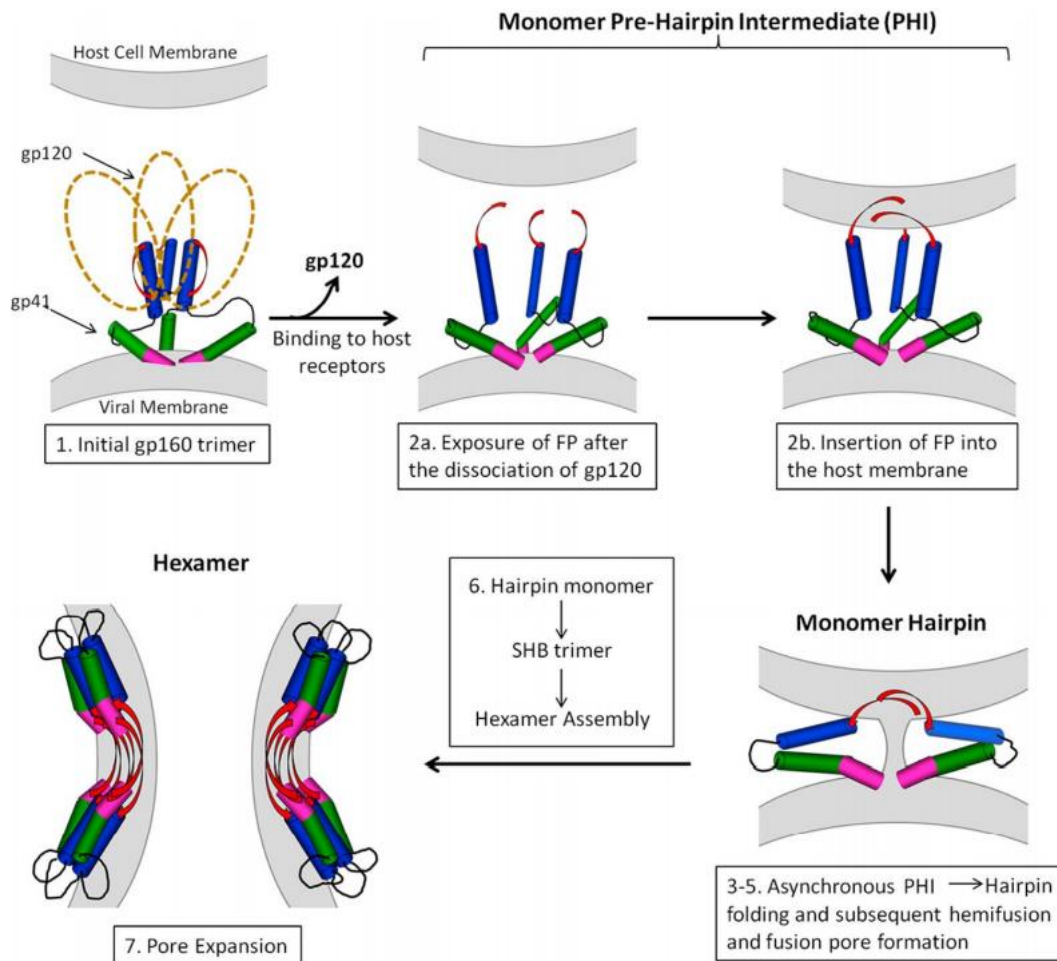 Monomer Pre-Hairpin Intermediate (PHI)
Host Cell Membrane
gp120
gp41
Viral Membrane
1. Initial gp160 trimer
gp120
Binding to host
receptors
2a. Exposure of FP after
the dissociation of gp120
2b. Insertion of FP into
the host membrane
Monomer Hairpin
3-5. Asynchronous PHI → Hairpin
folding and subsequent hemifusion
and fusion pore formation
6. Hairpin monomer
SHB trimer
Hexamer Assembly
Hexamer
7. Pore Expansion